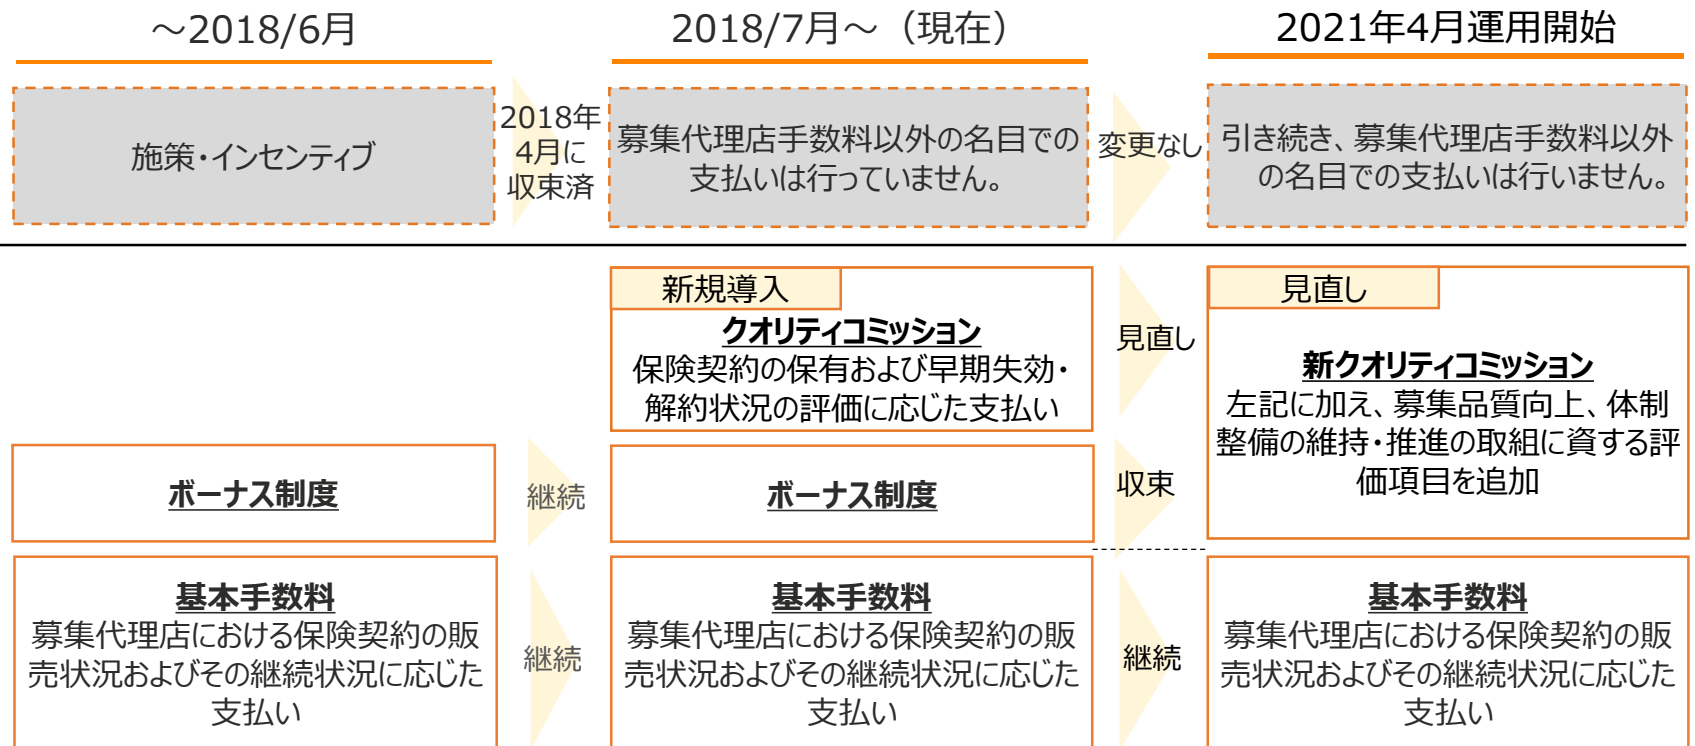 ～2018/6月
2018/7月～（現在）
2021年4月運用開始
施策・インセンティブ
2018年
4月に
収束済
募集代理店手数料以外の名目での
支払いは行っていません。
変更なし
引き続き、募集代理店手数料以外
の名目での支払いは行いません。
新規導入
クオリティコミッション
保険契約の保有および早期失効・
解約状況の評価に応じた支払い
見直し
見直し
新クオリティコミッション
左記に加え、募集品質向上、体制
整備の維持・推進の取組に資する評
価項目を追加
ボーナス制度
継続
ボーナス制度
収束
基本手数料
募集代理店における保険契約の販
売状況およびその継続状況に応じた
支払い
継続
基本手数料
募集代理店における保険契約の販
売状況およびその継続状況に応じた
支払い
継続
基本手数料
募集代理店における保険契約の販
売状況およびその継続状況に応じた
支払い